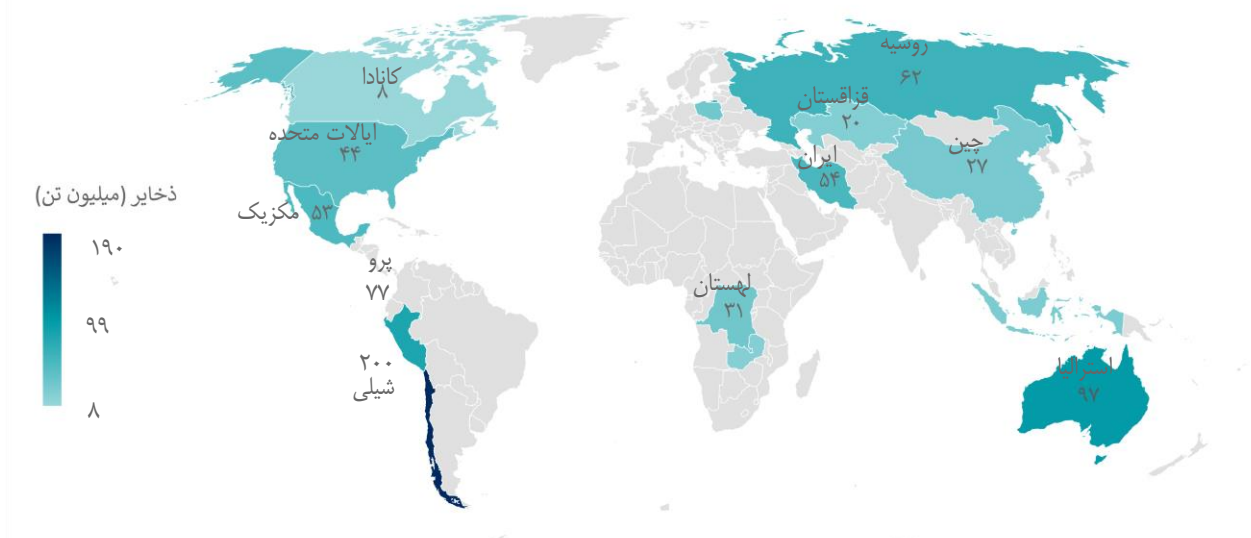 کانادا
۸
ایالات متحده
۴۴
مکزیک ۵۳
پرو
۷۷
۲۰۰
شیلی
روسیه
۶۲
قزاقستان
۲۰
چین
۲۷
ایران
۵۴
لهستان
۳۱
استرالیا
۹۷
ذخایر (میلیون تن)
۱۹۰
۹۹
۸